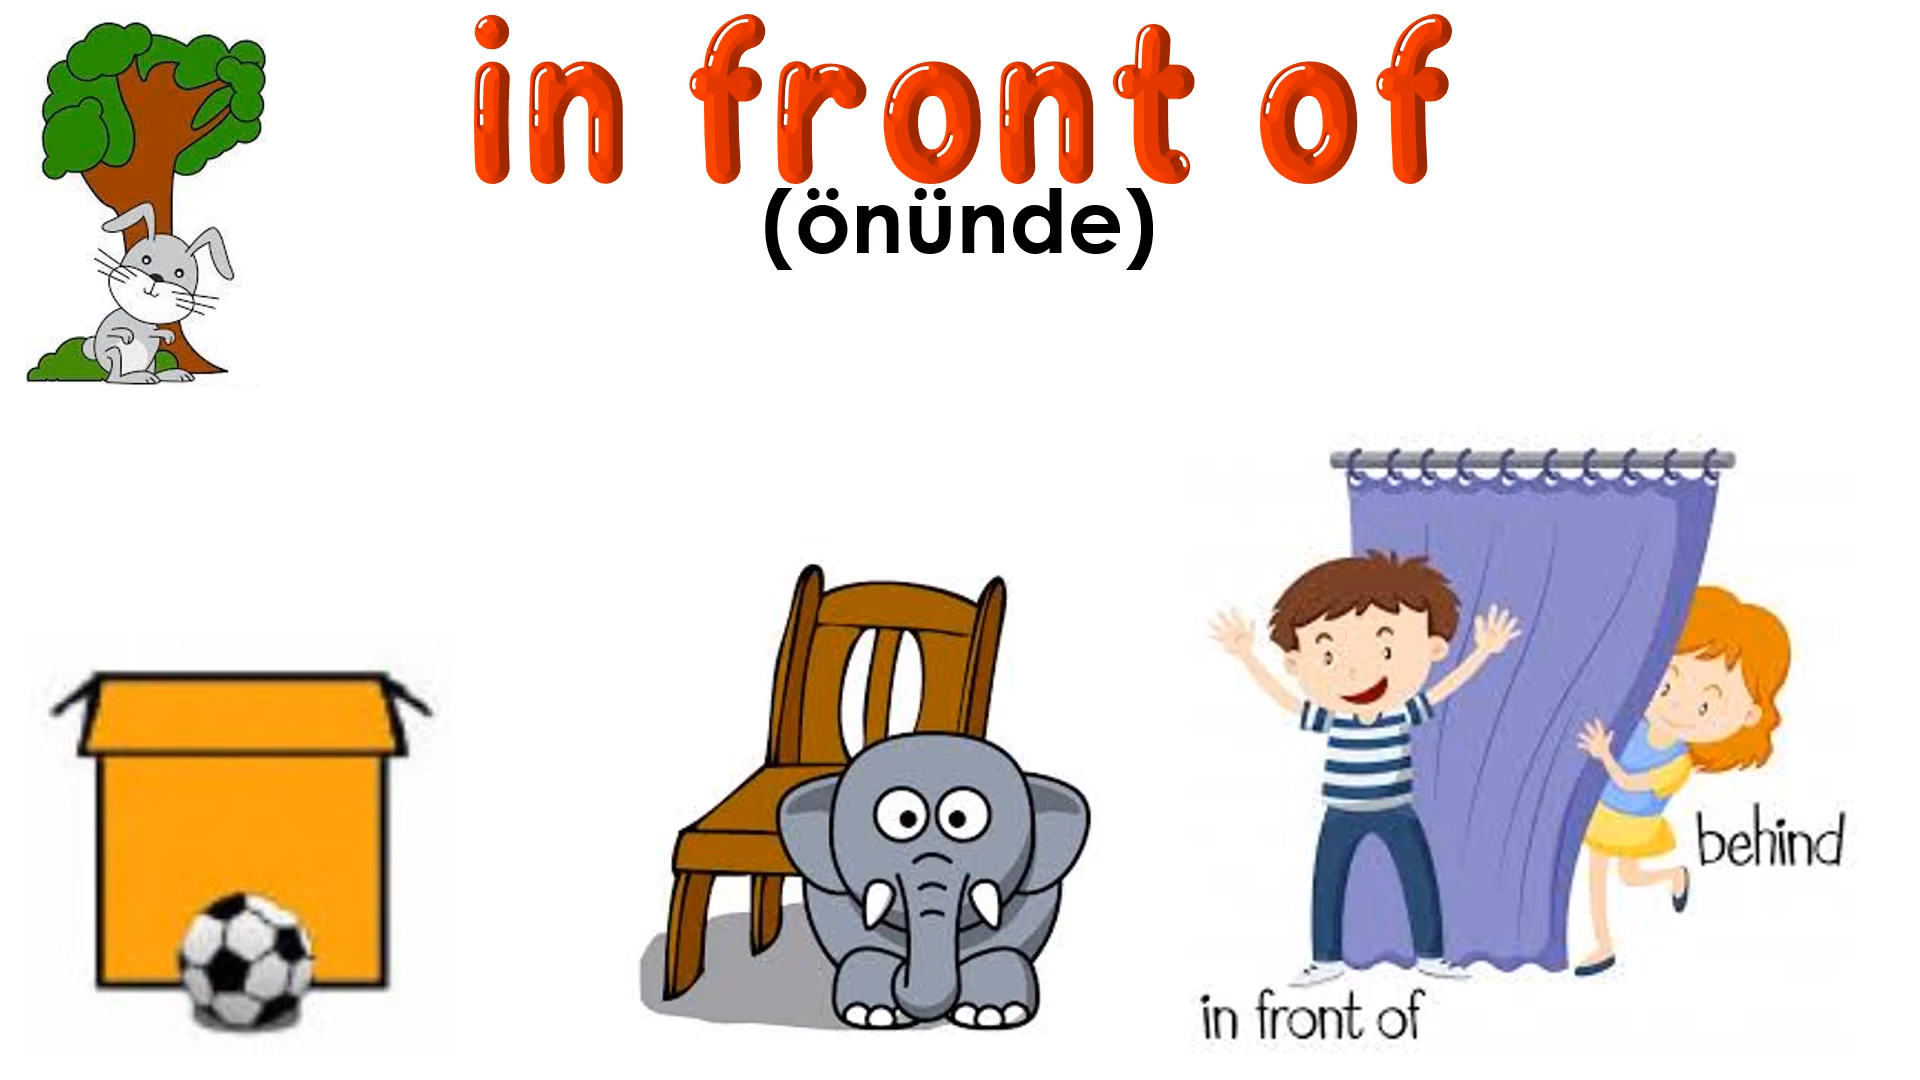 in front of
(önünde)
behind
in front of